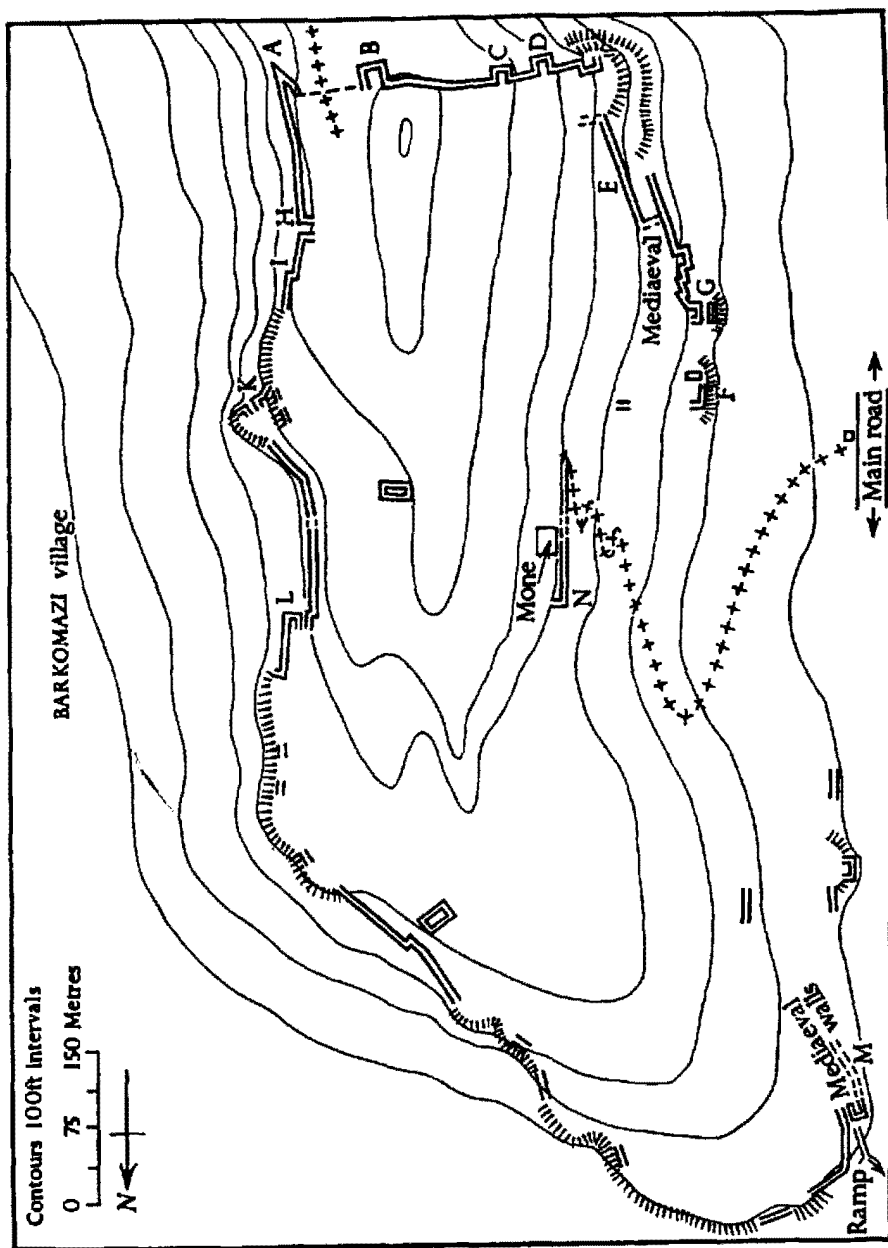 Contours 100ft intervals
0 75 150 Metres
N
BARKOMAZI village
A
B
C
D
H
I
K
E
Mediaeval
G
F
L
Mone
N
Main road
Mediaeval
walls
M
Ramp